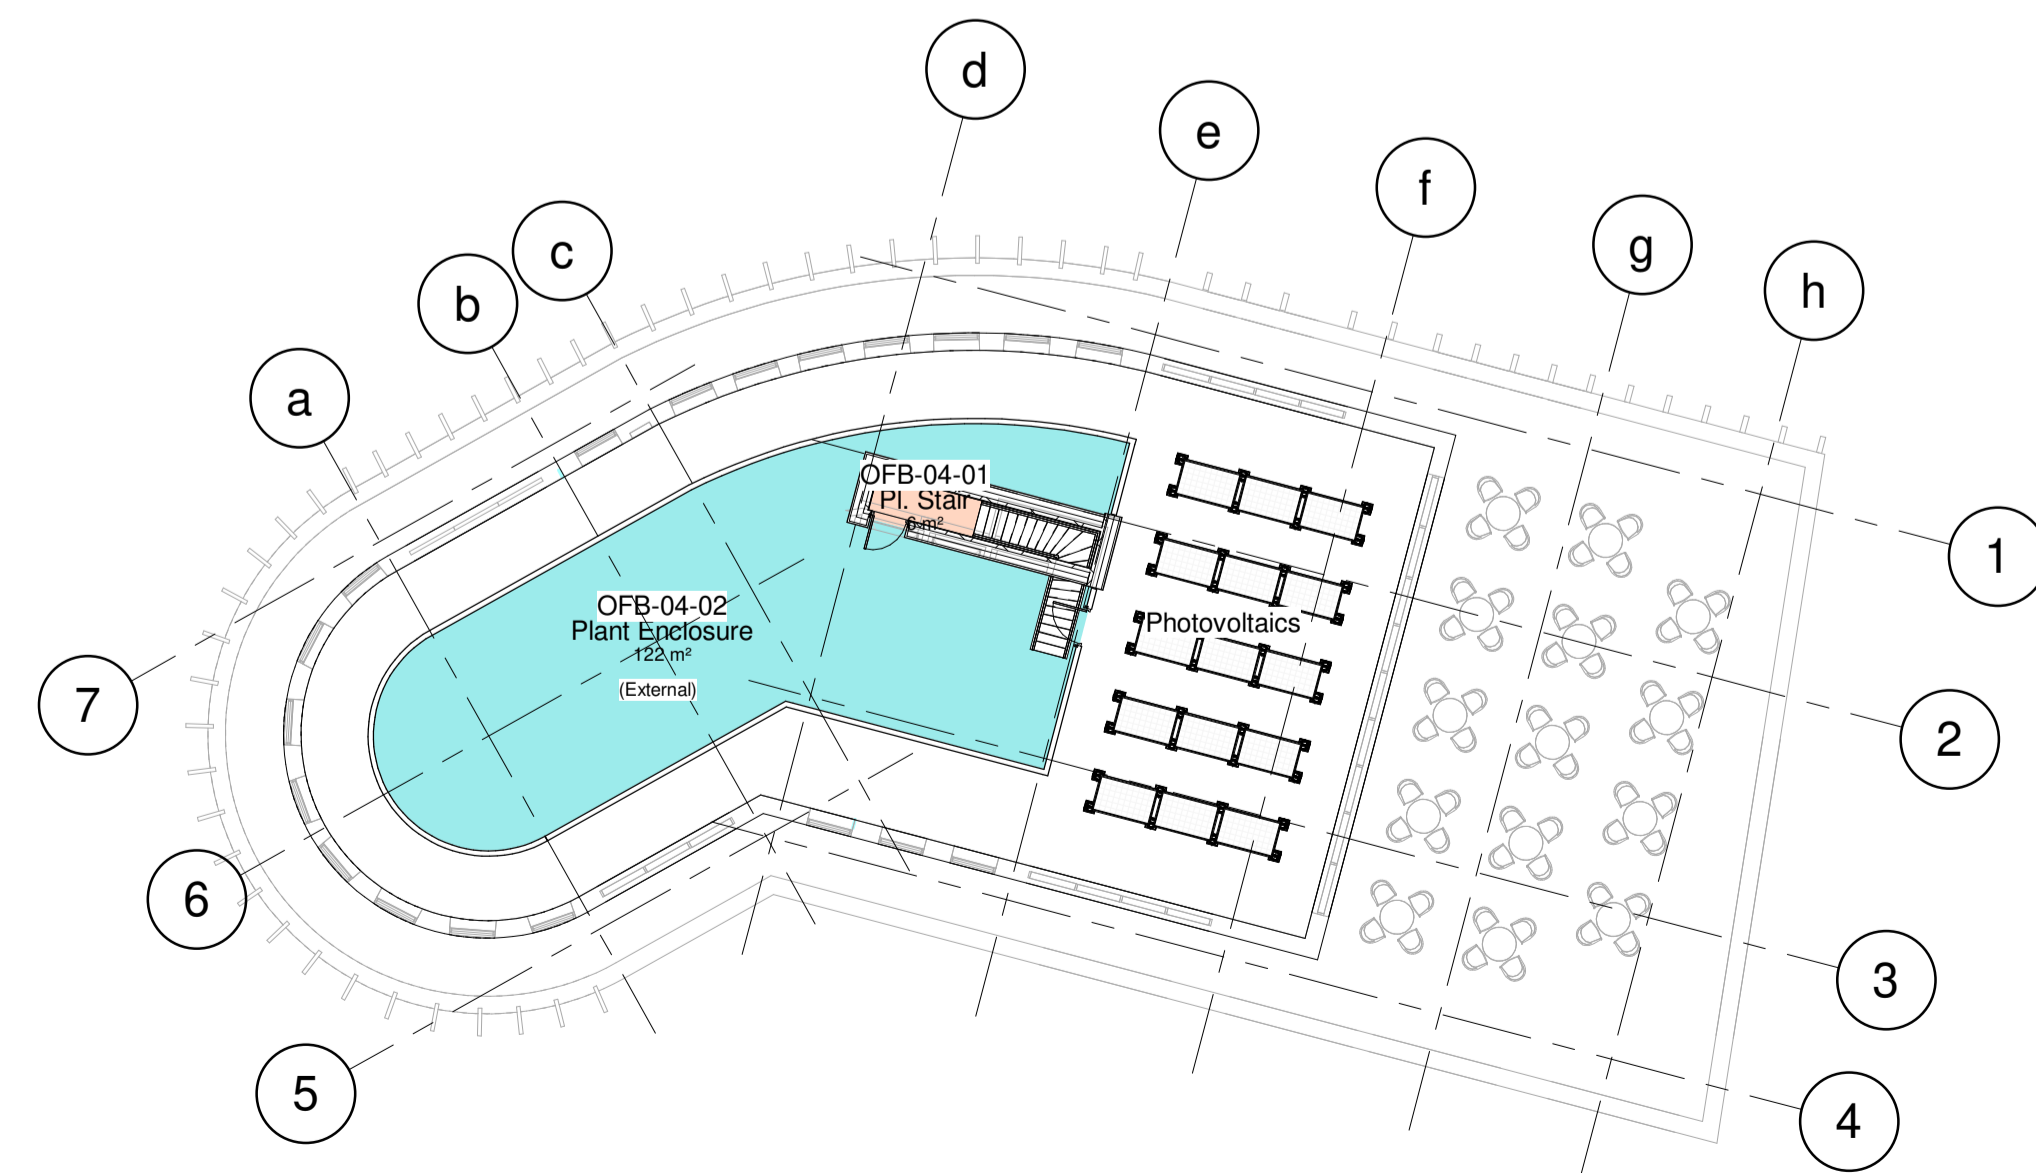 d
e
f
c
g
b
h
a
OFB-04-01
Pl. Stair
6 m²
1
OFB-04-02
Plant Enclosure
122 m²
(External)
Photovoltaics
7
2
6
3
5
4